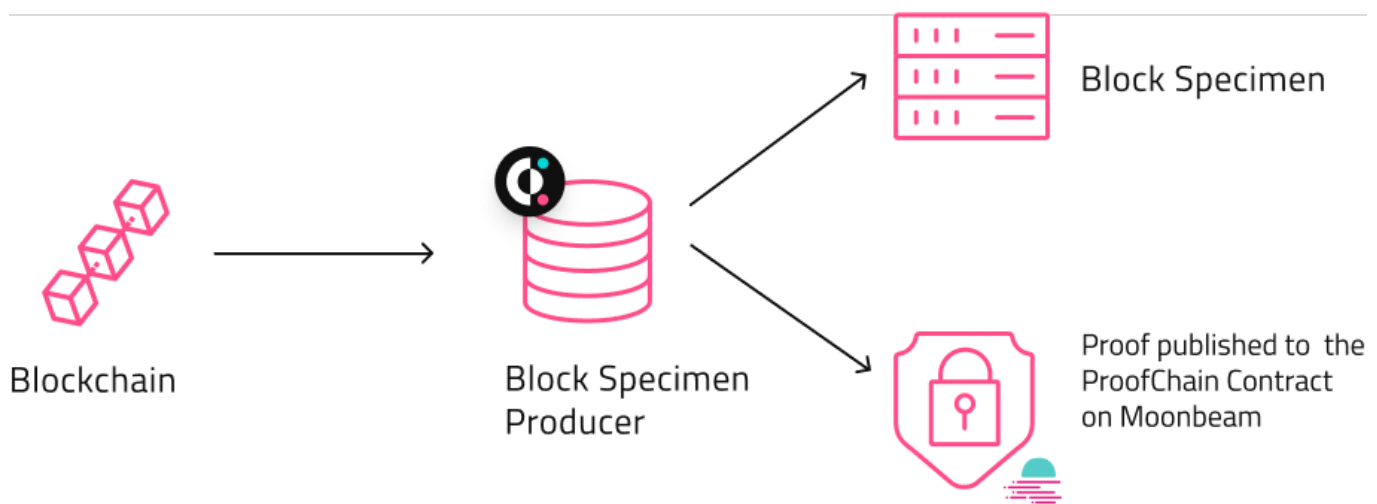 Block Specimen
Blockchain
Block Specimen
Producer
Proof published to the
ProofChain Contract
on Moonbeam